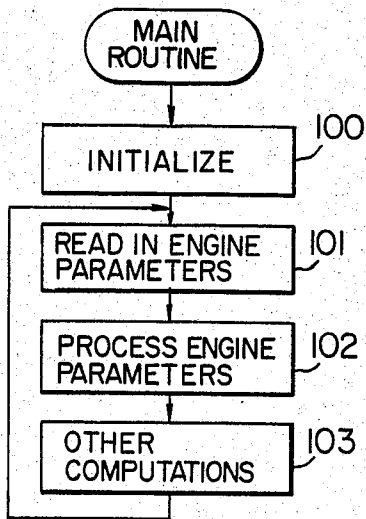 MAIN
ROUTINE
100
INITIALIZE
READ IN ENGINE
PARAMETERS
101
PROCESS ENGINE
PARAMETERS
102
OTHER
COMPUTATIONS
103